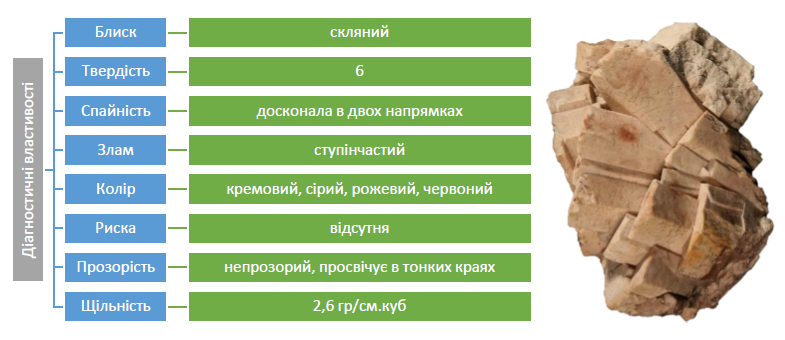 Діагностичні властивості
Блиск
скляний
Твердість
6
Спайність
досконала в двох напрямках
Злам
ступінчастий
Колір
кремовий, сірий, рожевий, червоний
Риска
відсутня
Прозорість
непрозорий, просвічує в тонких краях
Щільність
2,6 гр/см.куб